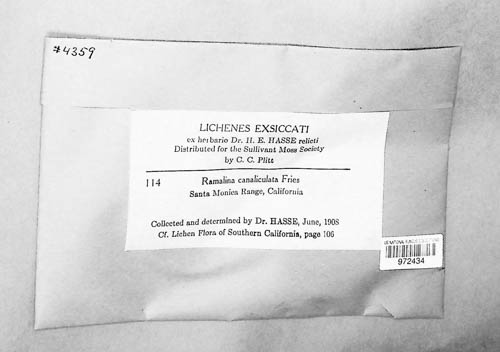 #4359
LICHENES EXSICCATI
ex herbario Dr. H. E. HASSE relicti
Distributed for the Sullivant Moss Society
by C. C. Plitt
114 Ramalina canaliculata Fries
Santa Monica Range, California
Collected and determined by Dr. HASSE, June, 1908
Cf. Lichen Flora of Southern California, page 106
972434